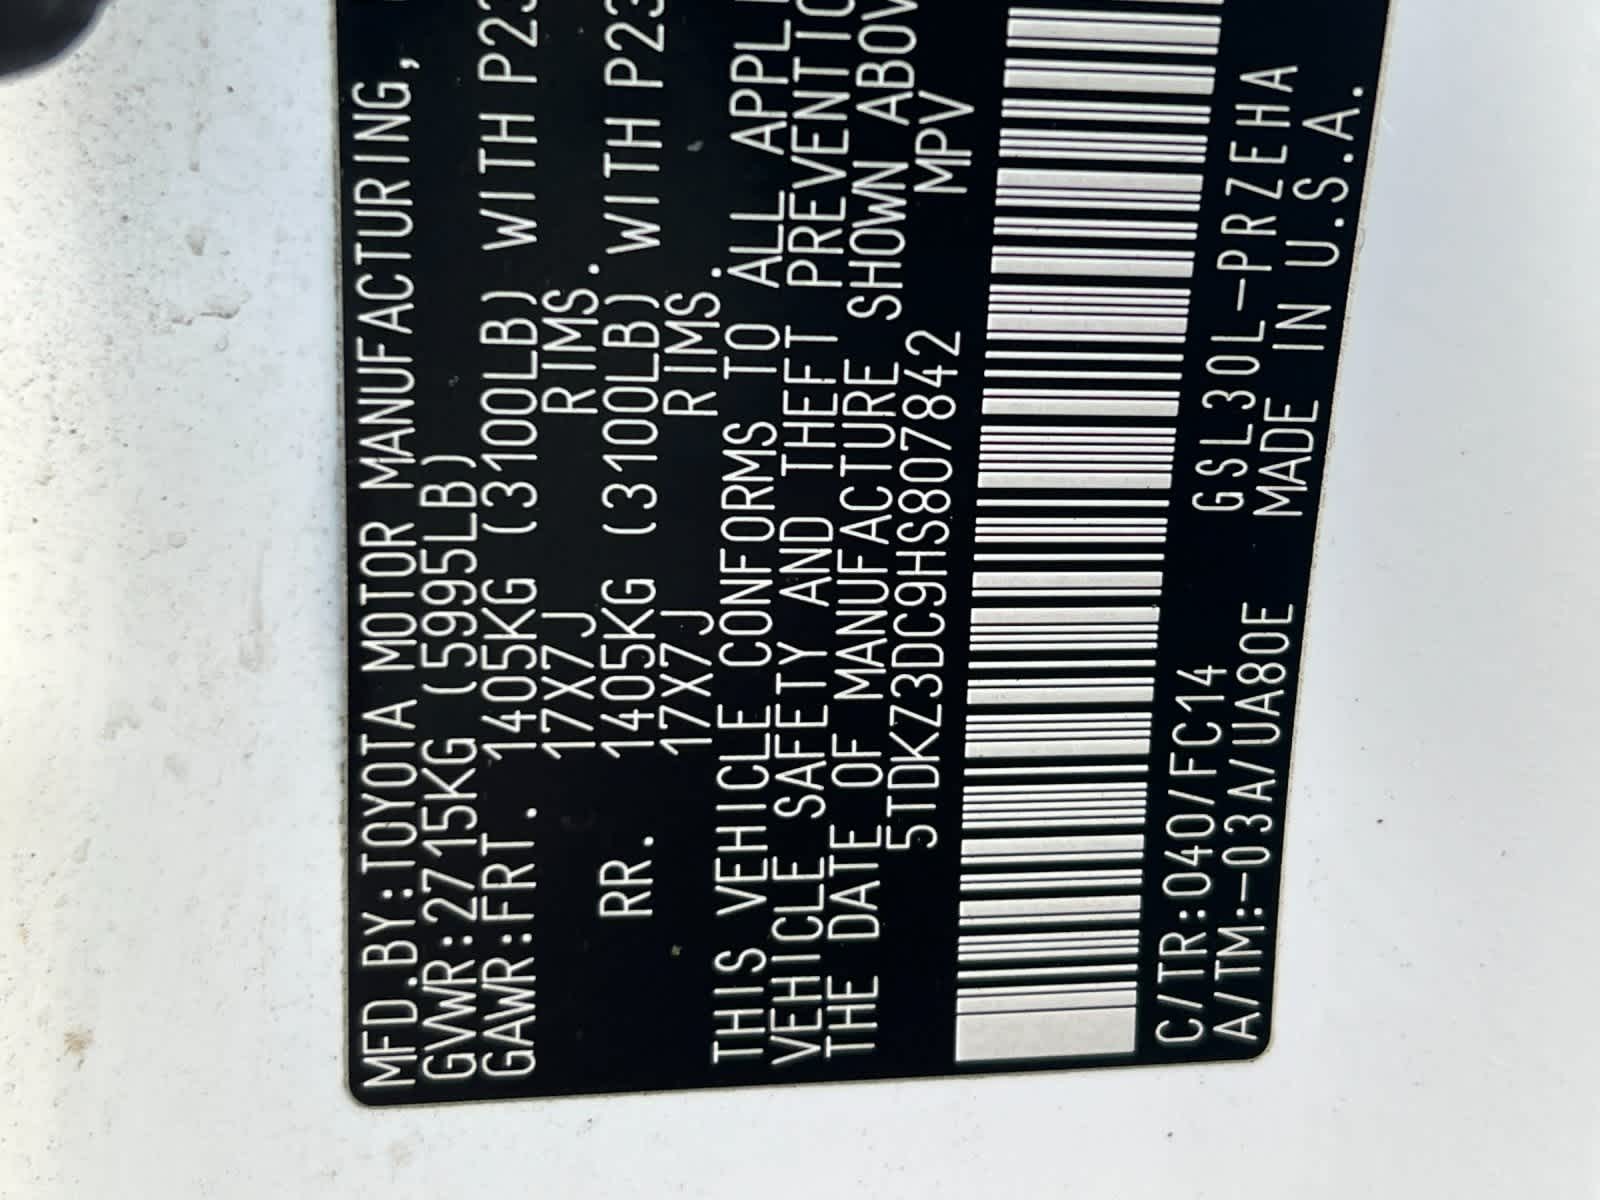 MFD.BY:TOYOTA MOTOR MANUFACTURING,
GVWR:2715KG (5995LB)
GAWR:FRT. 1405KG (3100LB) WITH P23
17X7J RIMS.
RR. 1405KG (3100LB) WITH P23
17X7J RIMS.
THIS VEHICLE CONFORMS TO ALL APPLI
VEHICLE SAFETY AND THEFT PREVENTIO
THE DATE OF MANUFACTURE SHOWN ABOV
5TDKZ3DC9HS807842 MPV
C/TR:040/FC14 GSL30L-PRZEHA
A/TM:-03A/UA80E MADE IN U.S.A.